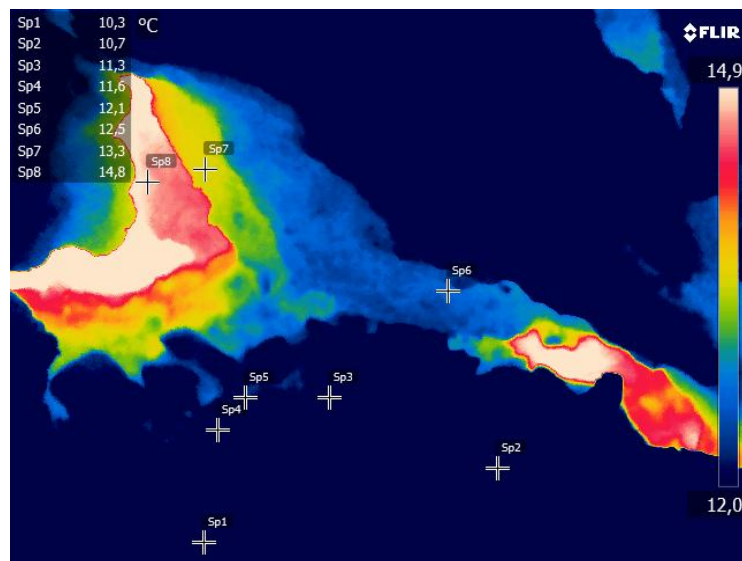 Sp1 10,3 °C
Sp2 10,7
Sp3 11,3
Sp4 11,6
Sp5 12,1
Sp6 12,5
Sp7 13,3
Sp8 14,8
FLIR
14,9
Sp8
Sp7
Sp6
Sp5
Sp3
Sp4
Sp2
12,0
Sp1